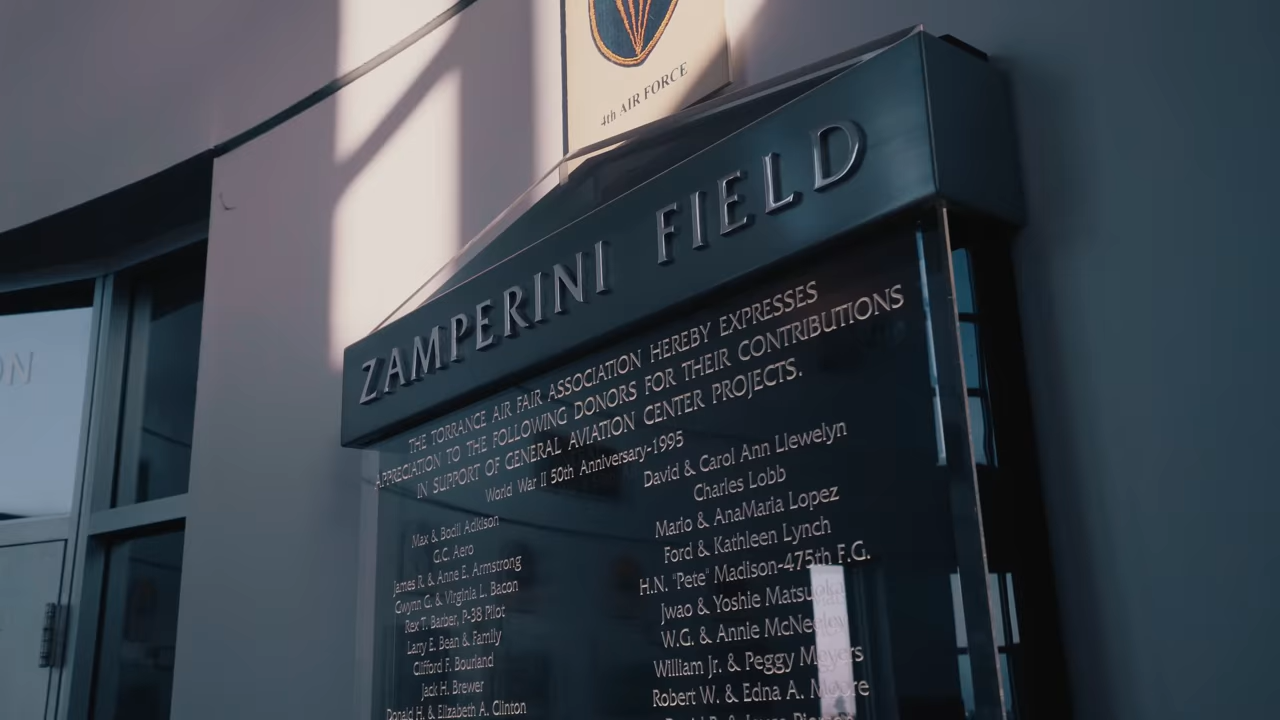 4th AIR FORCE
ZAMPERINI FIELD
THE TORRANCE AIR FAIR ASSOCIATION HEREBY EXPRESSES
APPRECIATION TO THE FOLLOWING DONORS FOR THEIR CONTRIBUTIONS
IN SUPPORT OF GENERAL AVIATION CENTER PROJECTS.
World War II 50th Anniversary-1995
Max & Bodil Adkison
G.C. Aero
James R. & Anne E. Armstrong
Gwynn G. & Virginia L. Bacon
Rex T. Barber, P-38 Pilot
Larry E. Bean & Family
Clifford F. Bourland
Jack H. Brewer
Donald H. & Elizabeth A. Clinton
David & Carol Ann Llewelyn
Charles Lobb
Mario & AnaMaria Lopez
Ford & Kathleen Lynch
H.N. "Pete" Madison-475th F.G.
Jwao & Yoshie Matsuoka
W.G. & Annie McNeeley
William Jr. & Peggy Meyers
Robert W. & Edna A. Moore